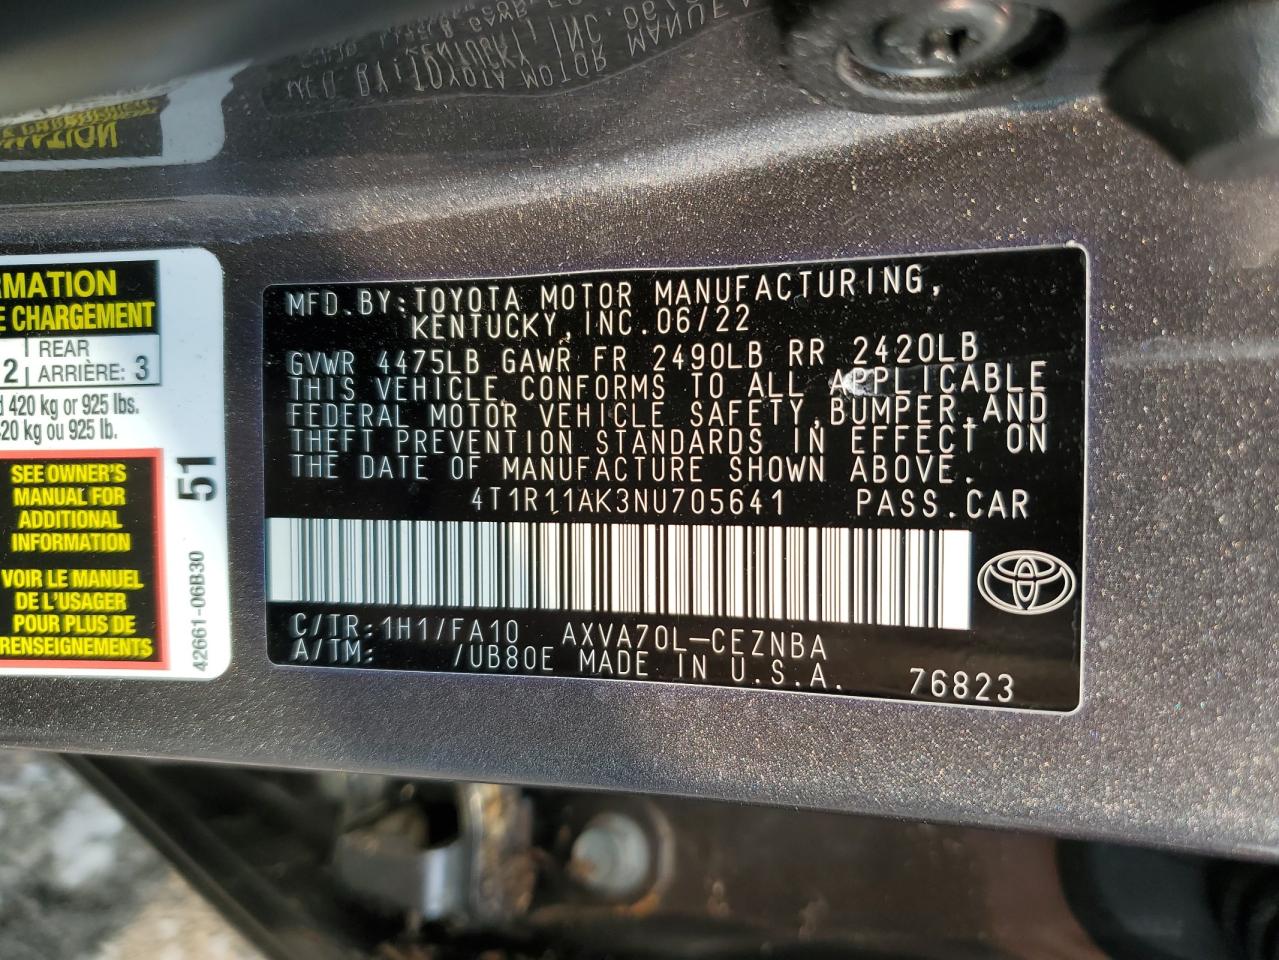 RMATION
E CHARGEMENT
2 REAR
ARRIÈRE: 3
420 kg or 925 lbs.
20 kg ou 925 lb.
SEE OWNER'S
MANUAL FOR
ADDITIONAL
INFORMATION
VOIR LE MANUEL
DE L'USAGER
POUR PLUS DE
RENSEIGNEMENTS
51
42661-06B30
MFD.BY:TOYOTA MOTOR MANUFACTURING,
KENTUCKY,INC.06/22
GVWR 4475LB GAWR FR 2490LB RR 2420LB
THIS VEHICLE CONFORMS TO ALL APPLICABLE
FEDERAL MOTOR VEHICLE SAFETY,BUMPER,AND
THEFT PREVENTION STANDARDS IN EFFECT ON
THE DATE OF MANUFACTURE SHOWN ABOVE.
4T1R11AK3NU705641 PASS.CAR
C/TR:1H1/FA10 AXVA70L-CEZNBA
A/TM: /UB80E MADE IN U.S.A. 76823